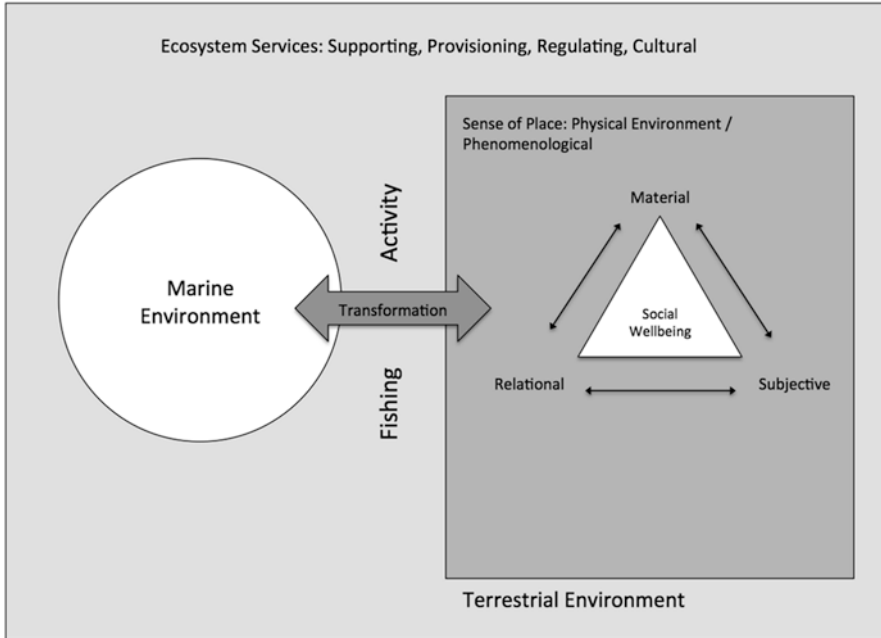 Ecosystem Services: Supporting, Provisioning, Regulating, Cultural
Sense of Place: Physical Environment /
Phenomenological
Marine
Environment
Fishing
Activity
Transformation
Material
Social
Wellbeing
Relational
Subjective
Terrestrial Environment